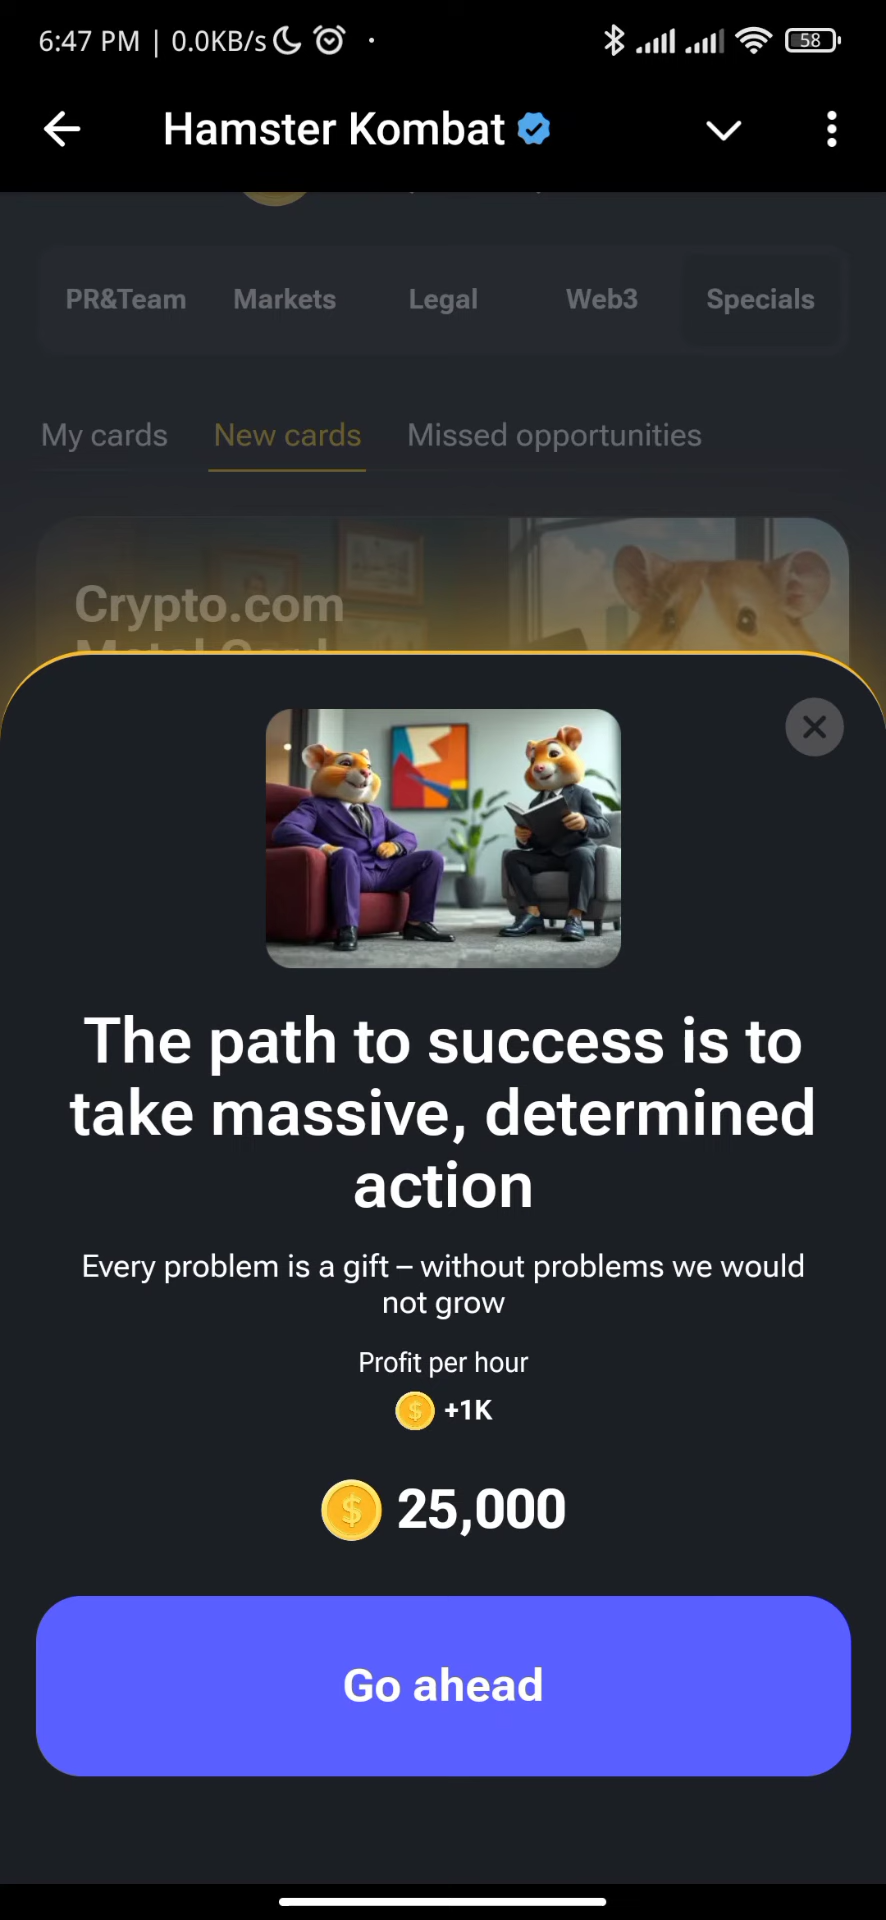 6:47 PM | 0.0KB/s
58
Hamster Kombat
PR&Team Markets Legal Web3 Specials
My cards New cards Missed opportunities
Crypto.com
Metal Card
The path to success is to
take massive, determined
action
Every problem is a gift – without problems we would
not grow
Profit per hour
+1K
25,000
Go ahead